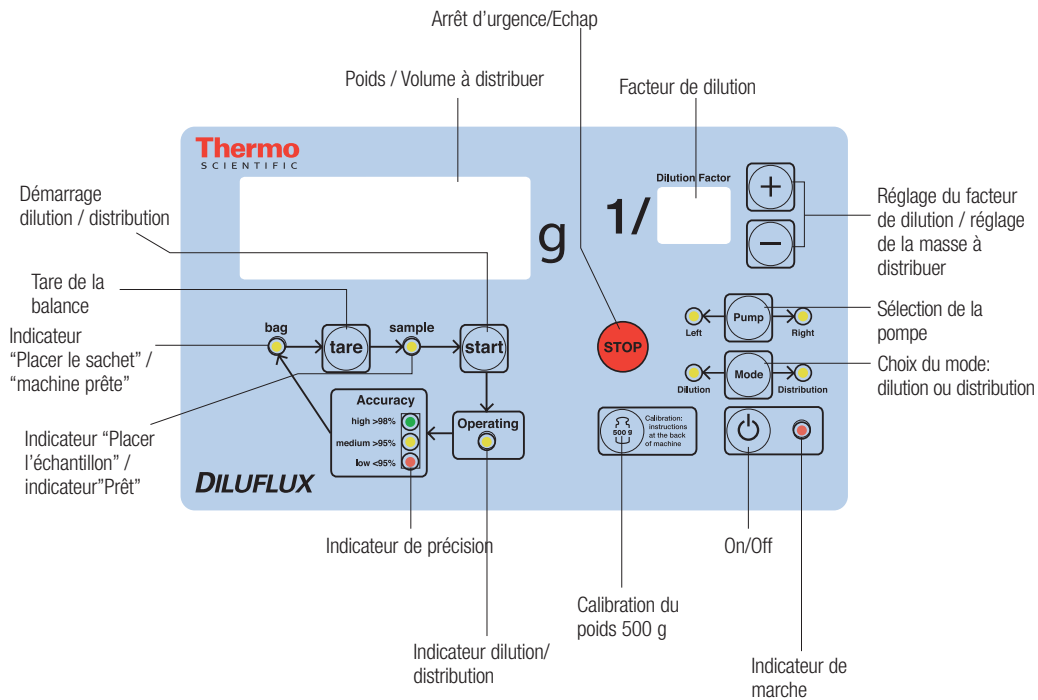 Arrêt d’urgence/Echap
Poids / Volume à distribuer
Facteur de dilution
Thermo
SCIENTIFIC
Dilution Factor
+
1/
g
−
Démarrage
dilution / distribution
Réglage du facteur
de dilution / réglage
de la masse à
distribuer
Tare de la
balance
Sélection de la
pompe
Left
Pump
Right
Indicateur
“Placer le sachet” /
“machine prête”
bag
tare
sample
start
STOP
Choix du mode:
dilution ou distribution
Dilution
Mode
Distribution
Accuracy
high >98%
medium >95%
low <95%
Operating
500 g
Calibration:
instructions
at the back
of machine
Indicateur “Placer
l’échantillon” /
indicateur”Prêt”
DILUFLUX
Indicateur de précision
On/Off
Calibration du
poids 500 g
Indicateur dilution/
distribution
Indicateur de
marche